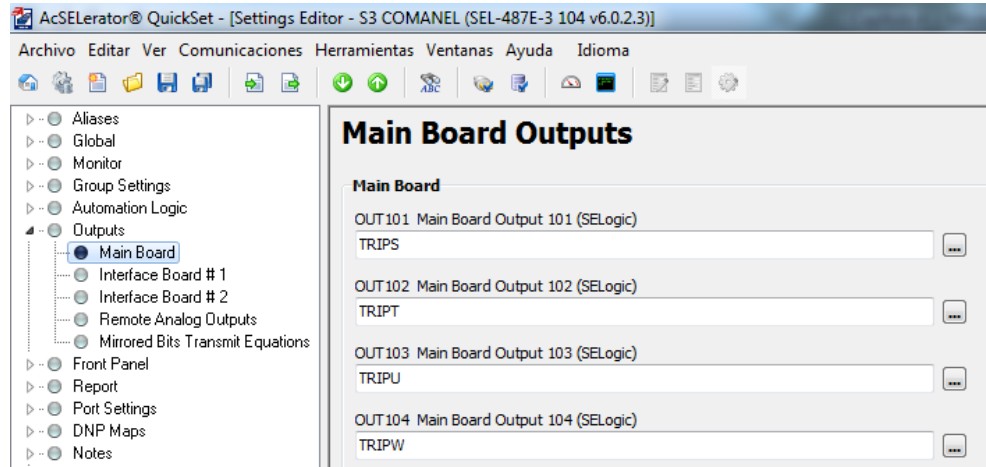 AcSELerator® QuickSet - [Settings Editor - S3 COMANEL (SEL-487E-3 104 v6.0.2.3)]
Archivo Editar Ver Comunicaciones Herramientas Ventanas Ayuda Idioma
ABC
Aliases
Global
Monitor
Group Settings
Automation Logic
Outputs
Main Board
Interface Board # 1
Interface Board # 2
Remote Analog Outputs
Mirrored Bits Transmit Equations
Front Panel
Report
Port Settings
DNP Maps
Notes
Main Board Outputs
Main Board
OUT101 Main Board Output 101 (SELogic)
TRIPS
...
OUT102 Main Board Output 102 (SELogic)
TRIPT
...
OUT103 Main Board Output 103 (SELogic)
TRIPU
...
OUT104 Main Board Output 104 (SELogic)
TRIPW
...